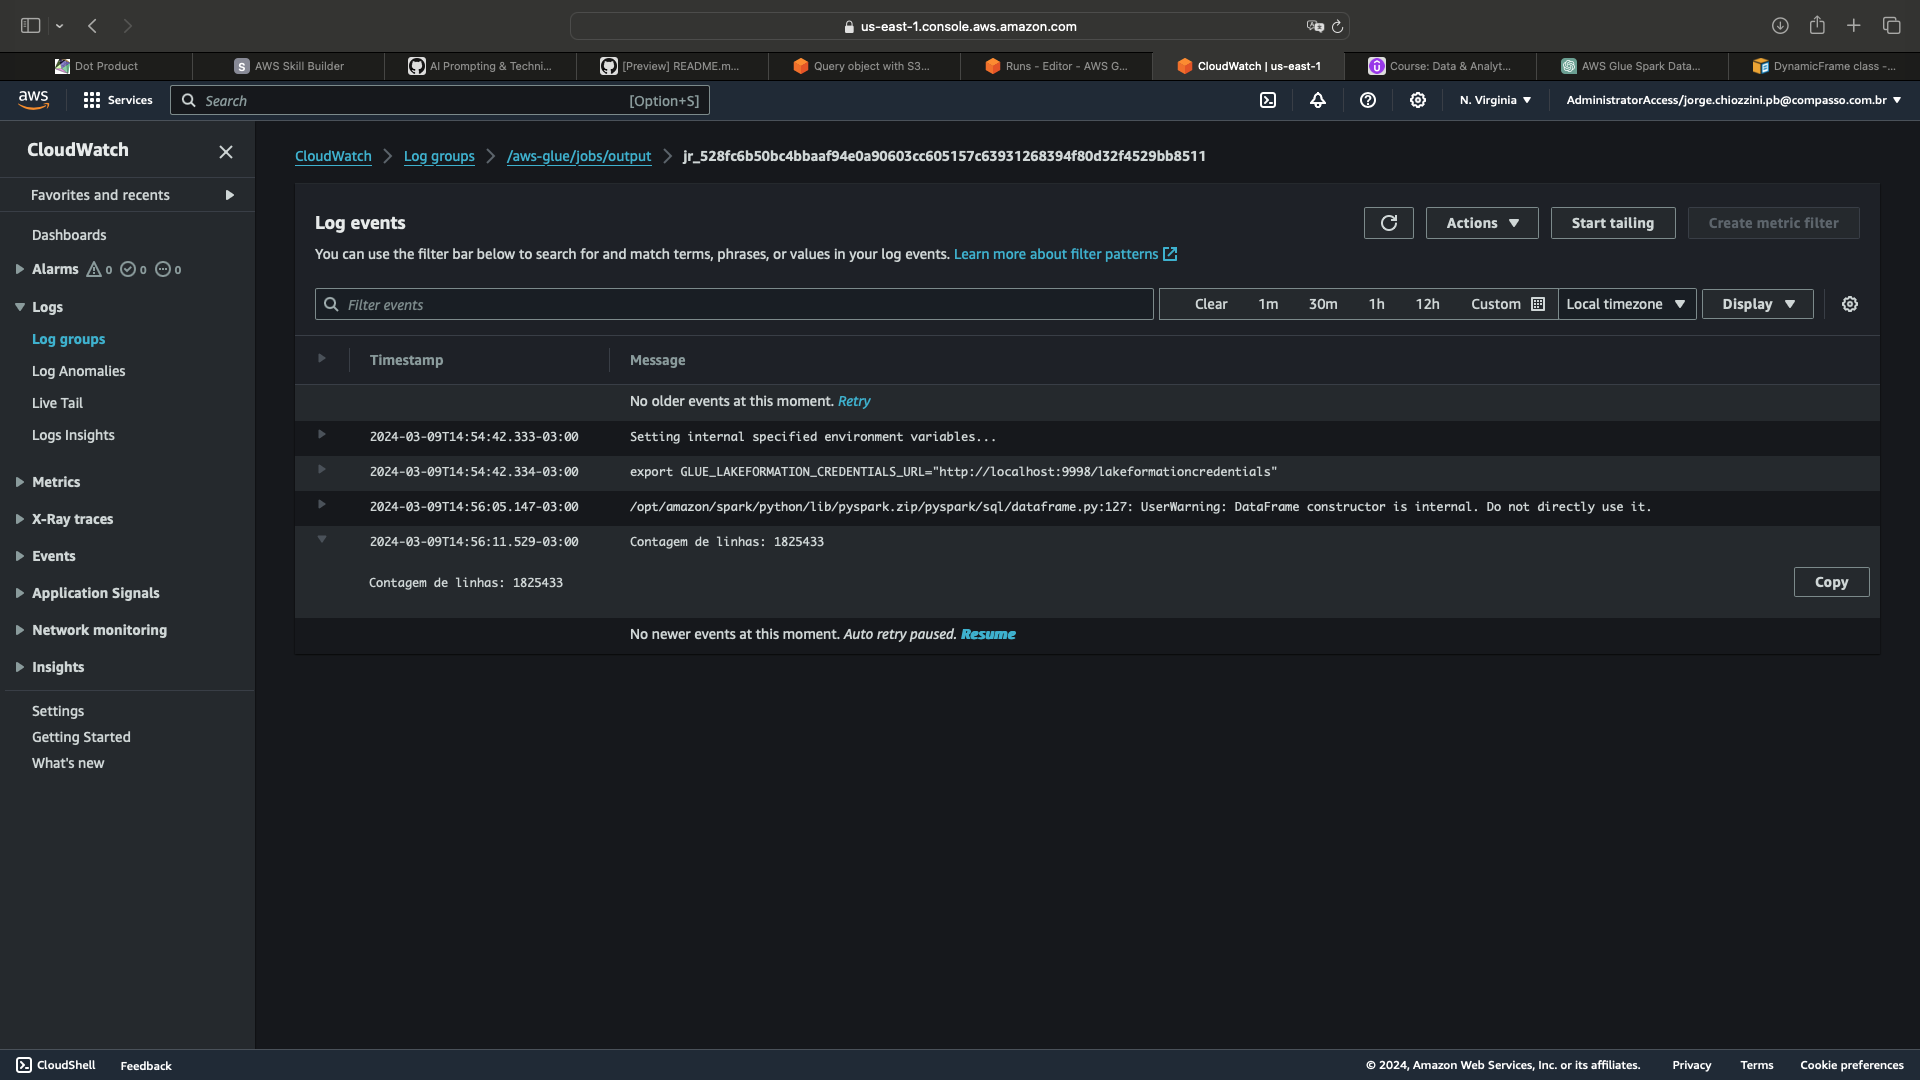 us-east-1.console.aws.amazon.com
Dot Product
S AWS Skill Builder
AI Prompting & Techni...
[Preview] README.m...
Query object with S3...
Runs - Editor - AWS G...
CloudWatch | us-east-1
Course: Data & Analyt...
AWS Glue Spark Data...
DynamicFrame class -...
aws
Services
Search [Option+S]
N. Virginia
AdministratorAccess/jorge.chiozzini.pb@compasso.com.br
CloudWatch
Favorites and recents
Dashboards
Alarms 0 0 0
Logs
Log groups
Log Anomalies
Live Tail
Logs Insights
Metrics
X-Ray traces
Events
Application Signals
Network monitoring
Insights
Settings
Getting Started
What's new
CloudWatch Log groups /aws-glue/jobs/output jr_528fc6b50bc4bbaaf94e0a90603cc605157c63931268394f80d32f4529bb8511
Log events
Actions
Start tailing
Create metric filter
You can use the filter bar below to search for and match terms, phrases, or values in your log events. Learn more about filter patterns
Filter events
Clear 1m 30m 1h 12h Custom
Local timezone
Display
Timestamp Message
No older events at this moment. Retry
2024-03-09T14:54:42.333-03:00 Setting internal specified environment variables...
2024-03-09T14:54:42.334-03:00 export GLUE_LAKEFORMATION_CREDENTIALS_URL="http://localhost:9998/lakeformationcredentials"
2024-03-09T14:56:05.147-03:00 /opt/amazon/spark/python/lib/pyspark.zip/pyspark/sql/dataframe.py:127: UserWarning: DataFrame constructor is internal. Do not directly use it.
2024-03-09T14:56:11.529-03:00 Contagem de linhas: 1825433
Contagem de linhas: 1825433
Copy
No newer events at this moment. Auto retry paused. Resume
CloudShell Feedback
© 2024, Amazon Web Services, Inc. or its affiliates. Privacy Terms Cookie preferences